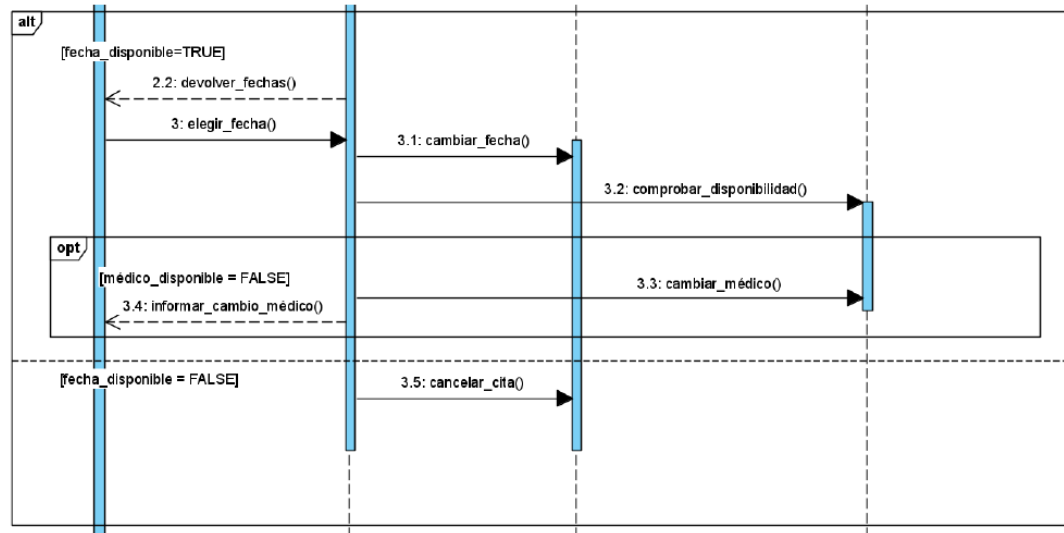 alt
[fecha_disponible=TRUE]
2.2: devolver_fechas()
3: elegir_fecha()
3.1: cambiar_fecha()
3.2: comprobar_disponibilidad()
opt
[médico_disponible = FALSE]
3.3: cambiar_médico()
3.4: informar_cambio_médico()
[fecha_disponible = FALSE]
3.5: cancelar_cita()